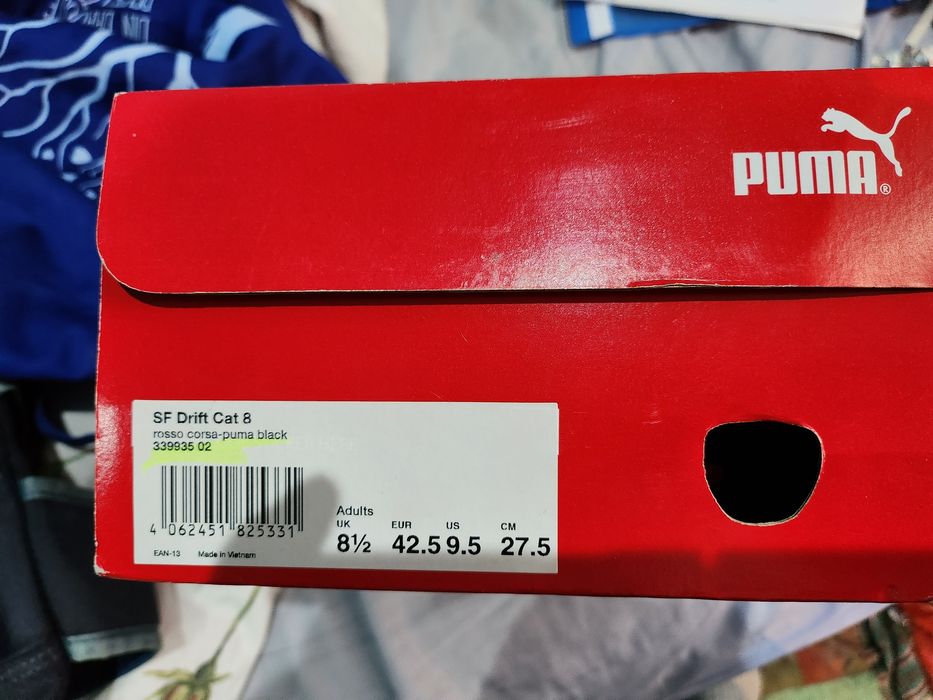 PUMA®
SF Drift Cat 8
rosso corsa-puma black
339935 02
4 062451 825331
EAN-13 Made in Vietnam
Adults
UK EUR US CM
8½ 42.5 9.5 27.5